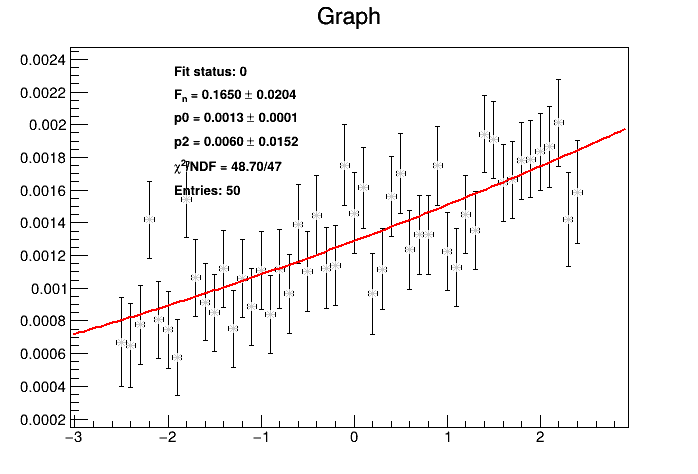 Graph
Fit status: 0
Fn = 0.1650 ± 0.0204
p0 = 0.0013 ± 0.0001
p2 = 0.0060 ± 0.0152
χ²/NDF = 48.70/47
Entries: 50
0.0024
0.0022
0.002
0.0018
0.0016
0.0014
0.0012
0.001
0.0008
0.0006
0.0004
0.0002
−3 −2 −1 0 1 2